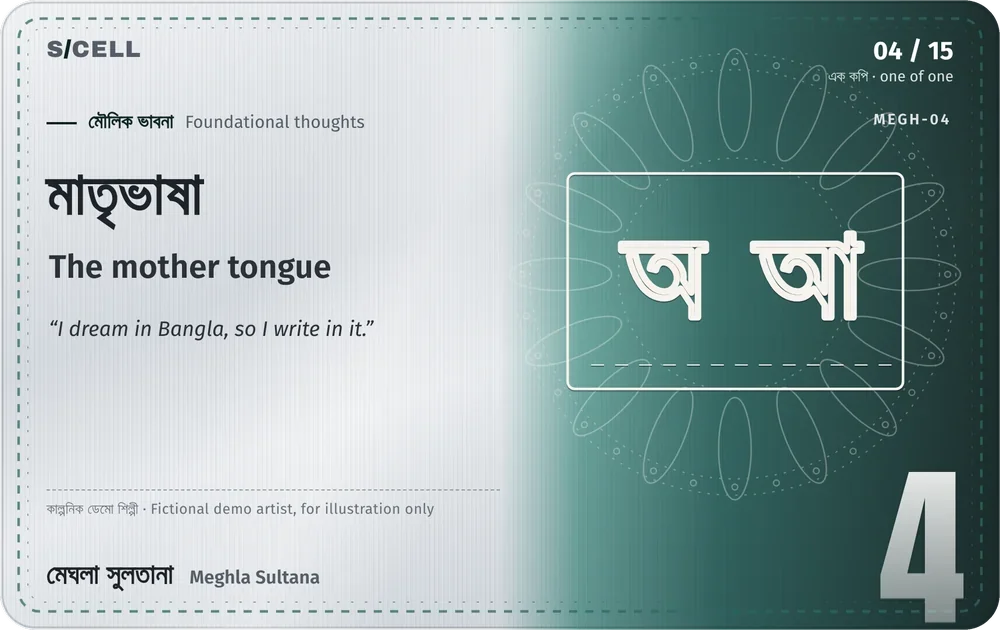 S/CELL
04 / 15
এক কপি · one of one
মৌলিক ভাবনা Foundational thoughts
MEGH-04
মাতৃভাষা
The mother tongue
“I dream in Bangla, so I write in it.”
অ আ
কাল্পনিক ডেমো শিল্পী · Fictional demo artist, for illustration only
মেঘলা সুলতানা Meghla Sultana
4